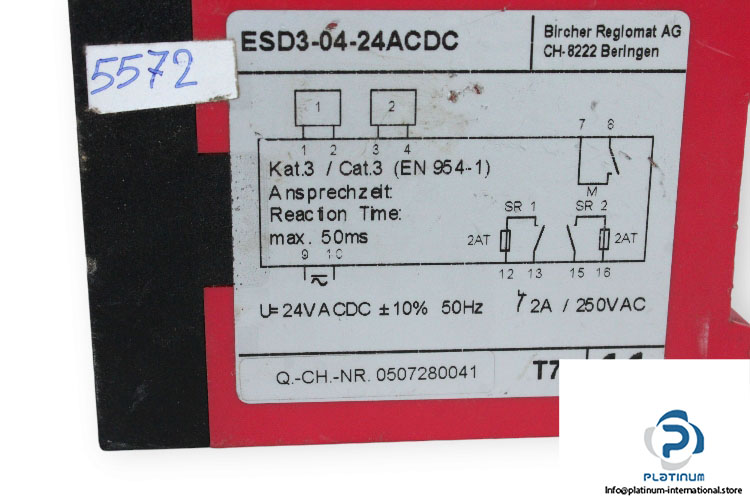 5572
ESD3-04-24ACDC
Bircher Reglomat AG
CH-8222 Beringen
1 2
1 2 3 4
7 8
Kat.3 / Cat.3 (EN 954-1)
Ansprechzeit:
Reaction Time:
max. 50ms
M
SR 1 SR 2
2AT 2AT
9 10
12 13 15 16
U=24VACDC ±10% 50Hz
2A / 250VAC
Q.-CH.-NR. 0507280041
T7
PLATINUM
Info@platinum-international.store